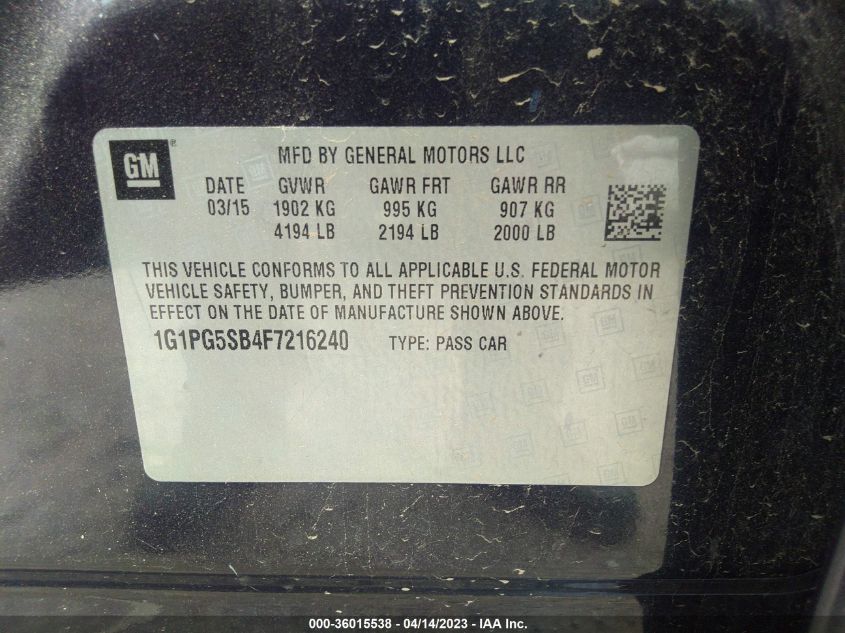 GM®
MFD BY GENERAL MOTORS LLC
DATE GVWR GAWR FRT GAWR RR
03/15 1902 KG 995 KG 907 KG
4194 LB 2194 LB 2000 LB
THIS VEHICLE CONFORMS TO ALL APPLICABLE U.S. FEDERAL MOTOR
VEHICLE SAFETY, BUMPER, AND THEFT PREVENTION STANDARDS IN
EFFECT ON THE DATE OF MANUFACTURE SHOWN ABOVE.
1G1PG5SB4F7216240 TYPE: PASS CAR
000-36015538 - 04/14/2023 - IAA Inc.